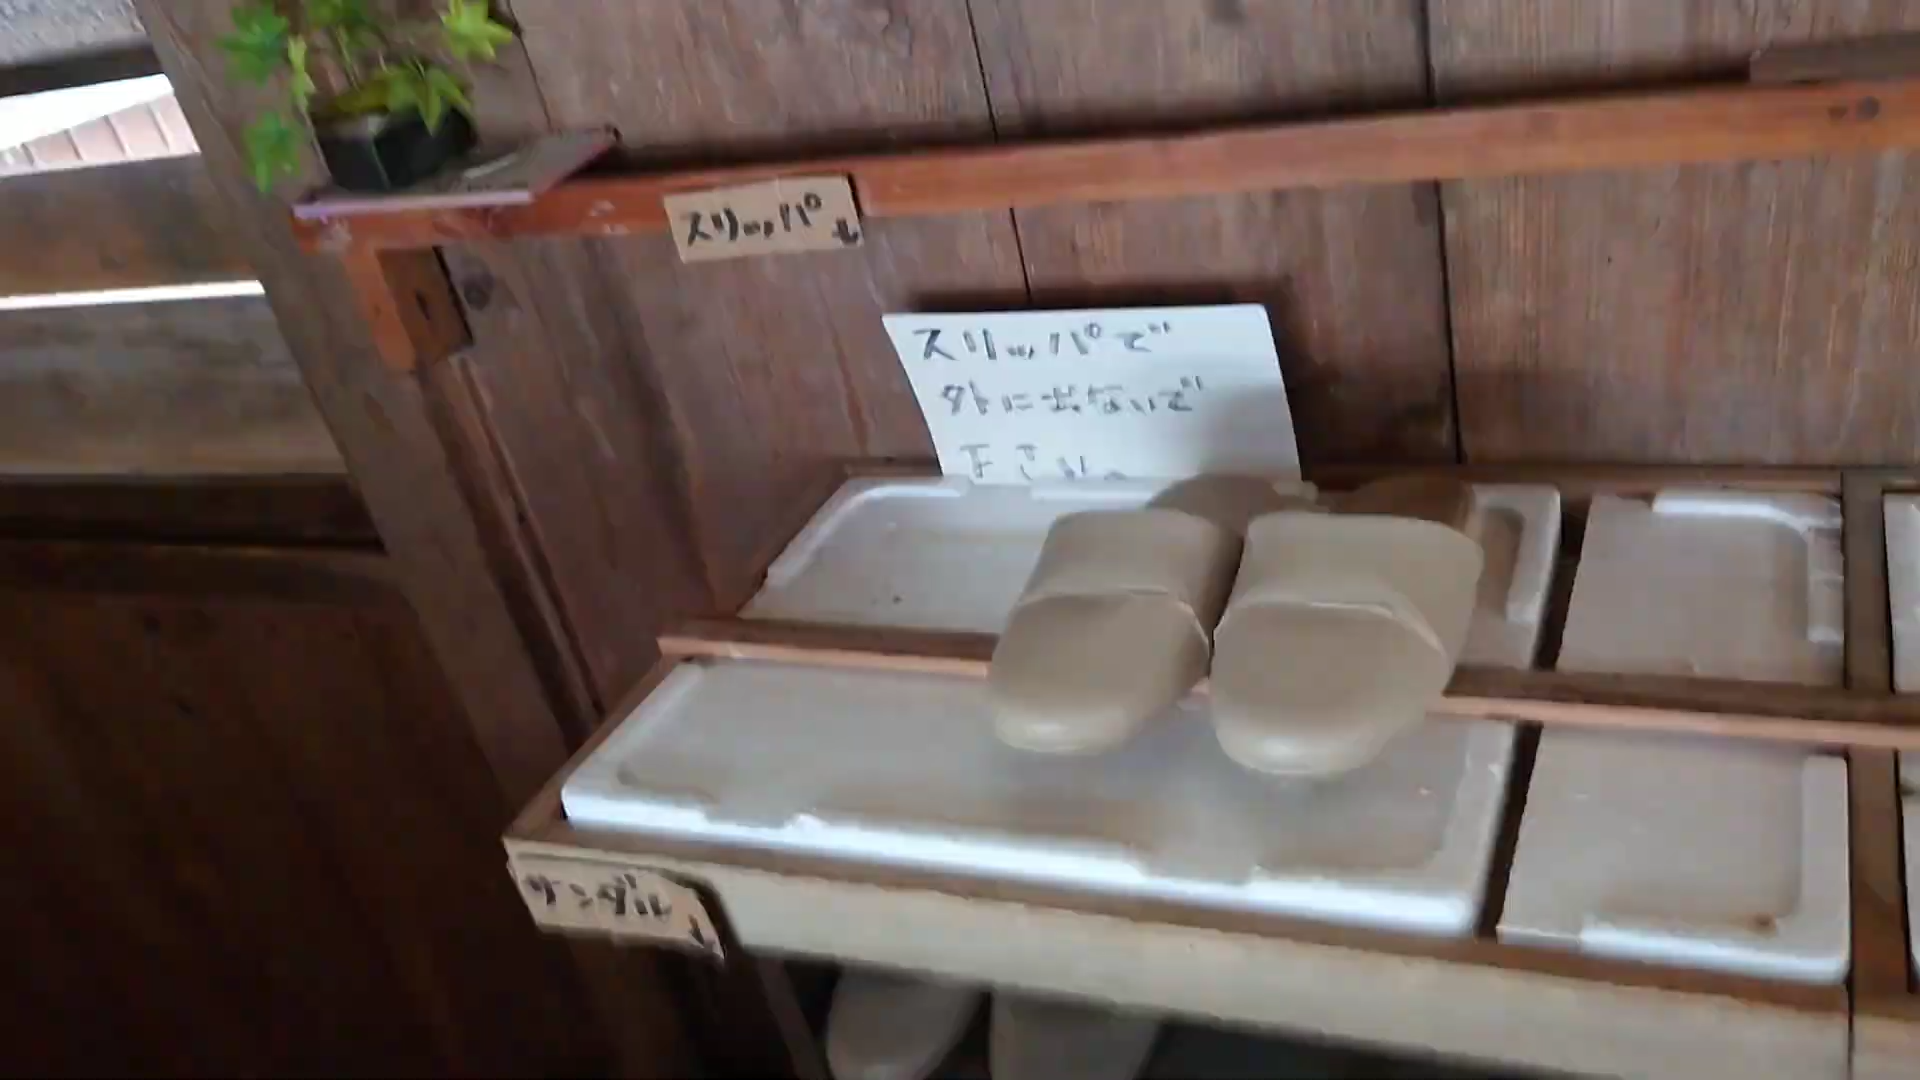 スリッパ↓
スリッパで
外に出ないで
下さい。
サンダル↓